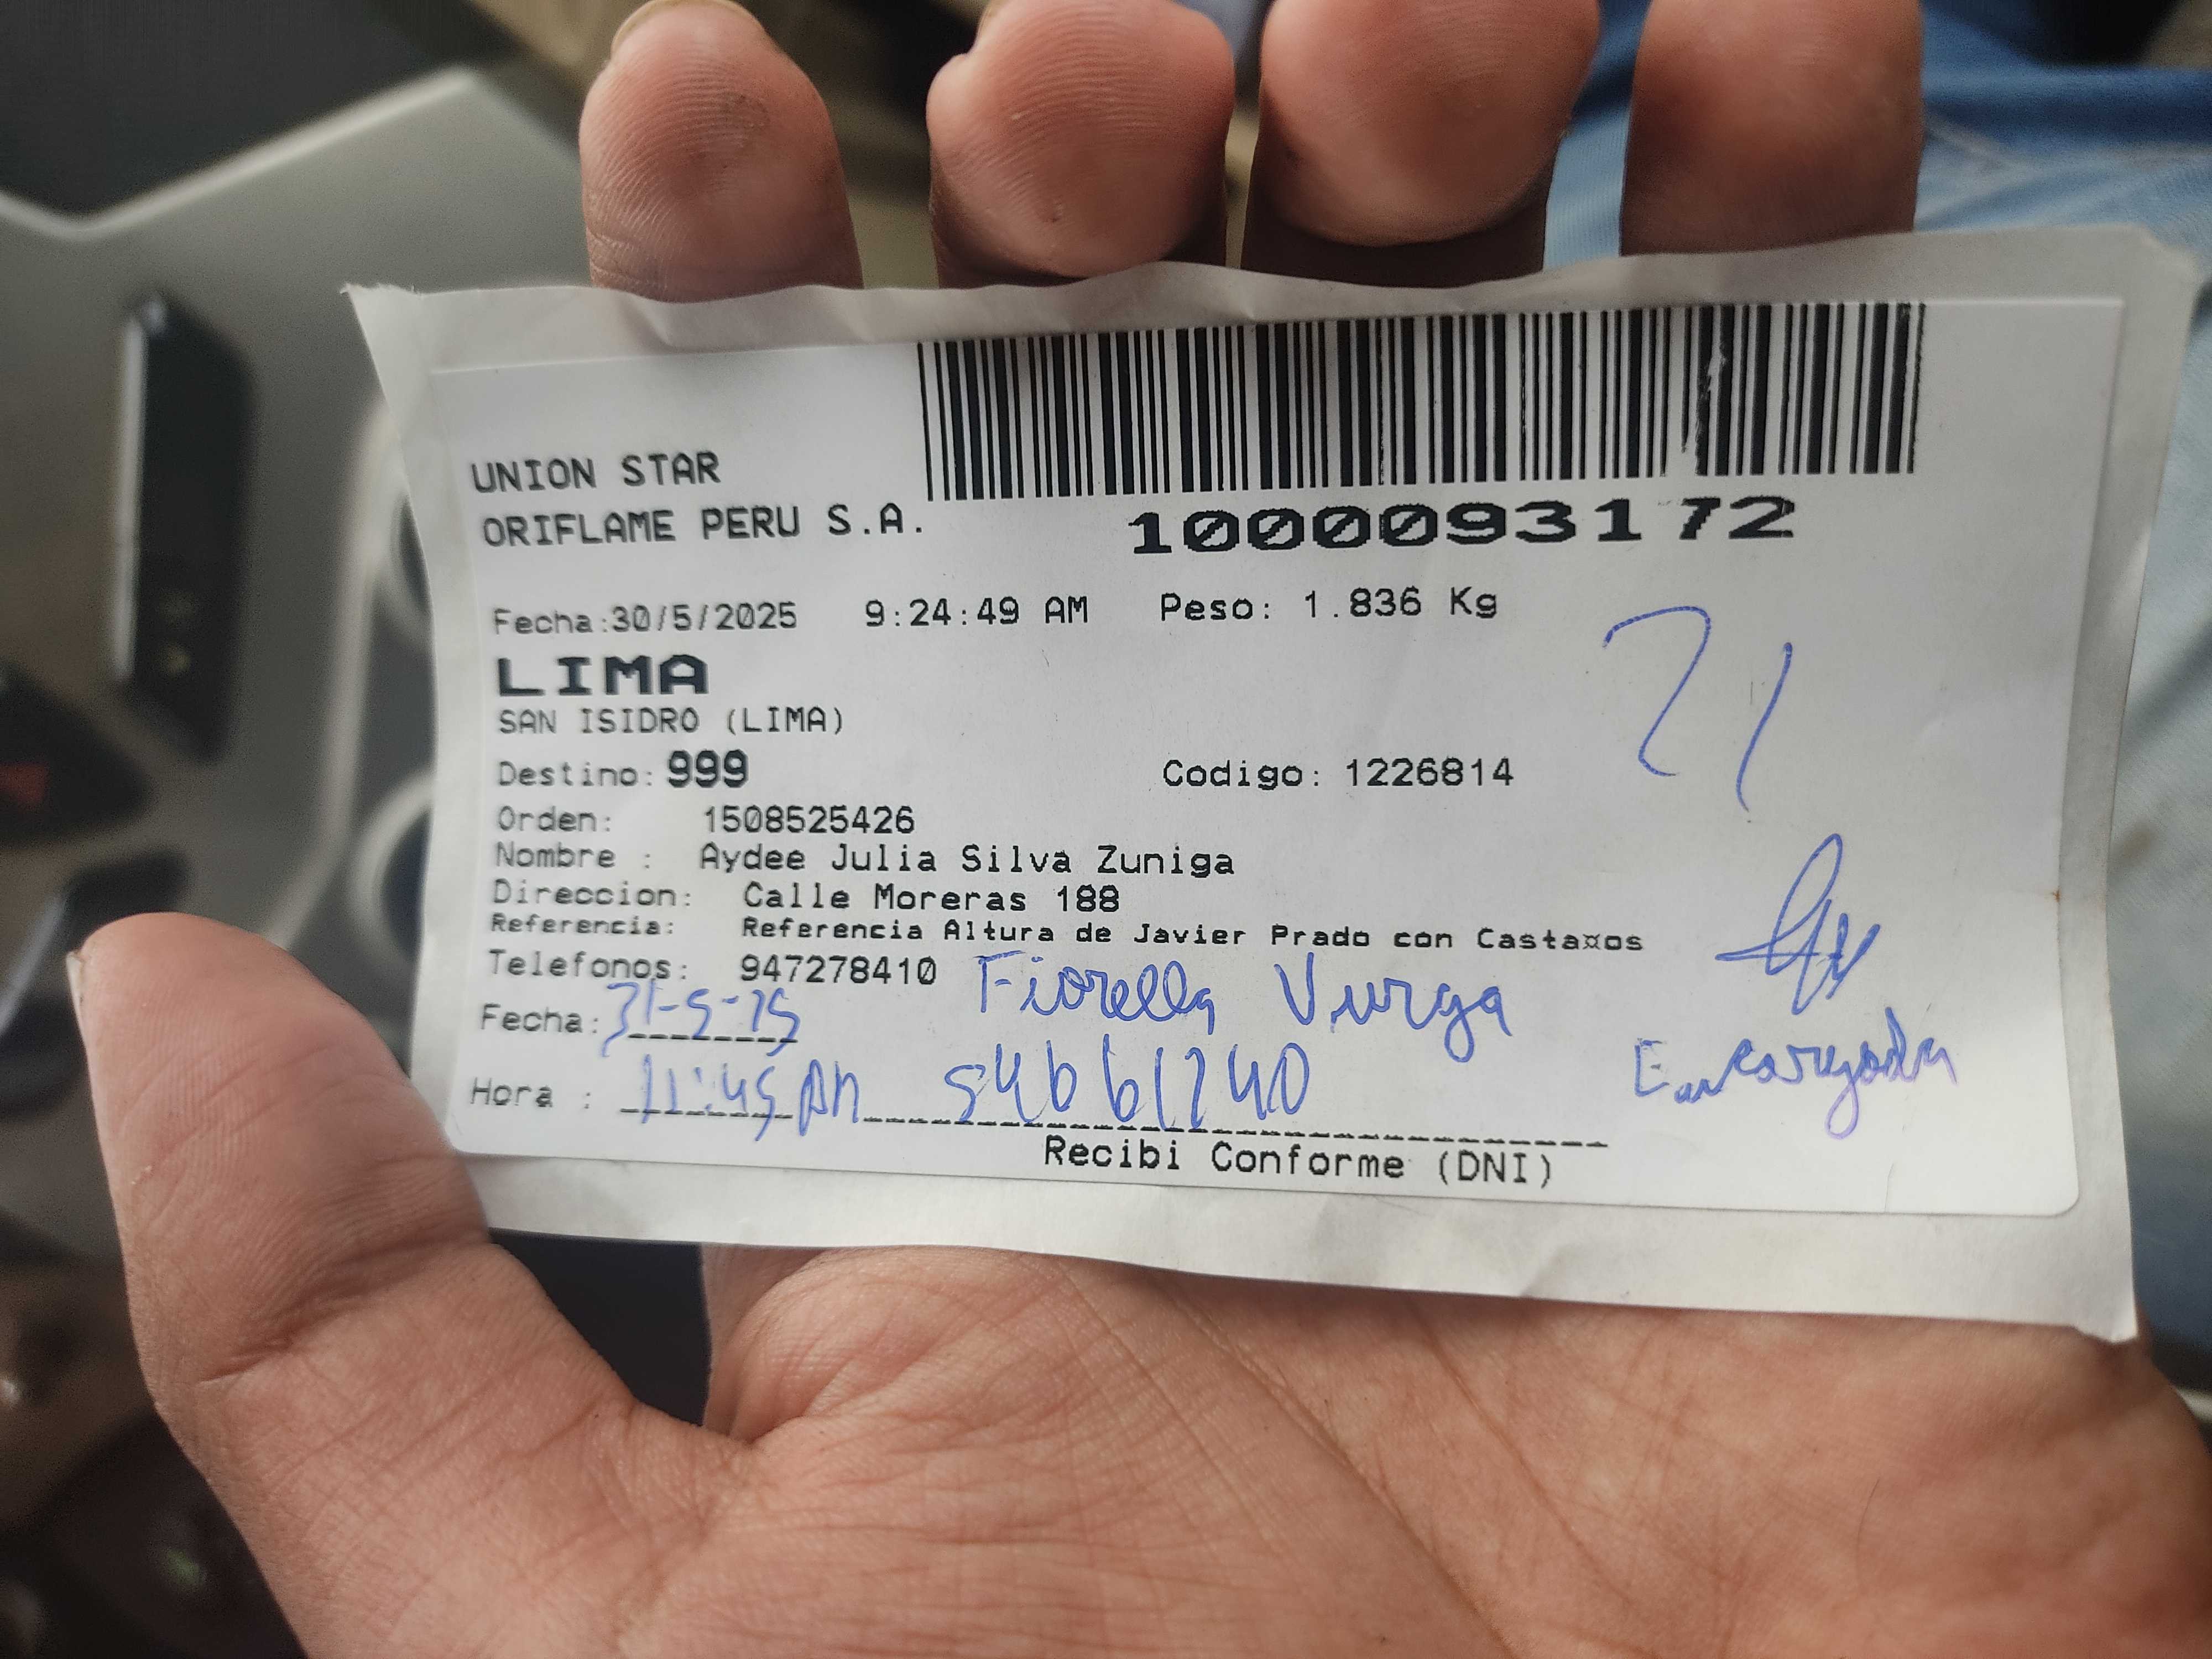 UNION STAR
ORIFLAME PERU S.A.
1000093172
Fecha:30/5/2025 9:24:49 AM Peso: 1.836 Kg
LIMA
21
SAN ISIDRO (LIMA)
Destino: 999 Codigo: 1226814
Orden: 1508525426
Nombre : Aydee Julia Silva Zuniga
Direccion: Calle Moreras 188
Referencia: Referencia Altura de Javier Prado con Casta¤os
Telefonos: 947278410 Fiorella
Fecha: 31-5-25
Encargada
Hora : 11:45 AM
Recibi Conforme (DNI)